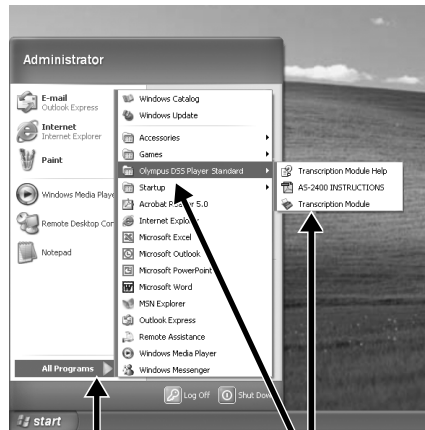 Administrator
E-mail
Outlook Express
Internet
Internet Explorer
Paint
Windows Media Playe
Remote Desktop Con
Notepad
All Programs
Windows Catalog
Windows Update
Accessories
Games
Olympus DSS Player Standard
Startup
Acrobat Reader 5.0
Internet Explorer
Microsoft Excel
Microsoft Outlook
Microsoft PowerPoint
Microsoft Word
MSN Explorer
Outlook Express
Remote Assistance
Windows Media Player
Windows Messenger
Transcription Module Help
AS-2400 INSTRUCTIONS
Transcription Module
Log Off
Shut Dow
start